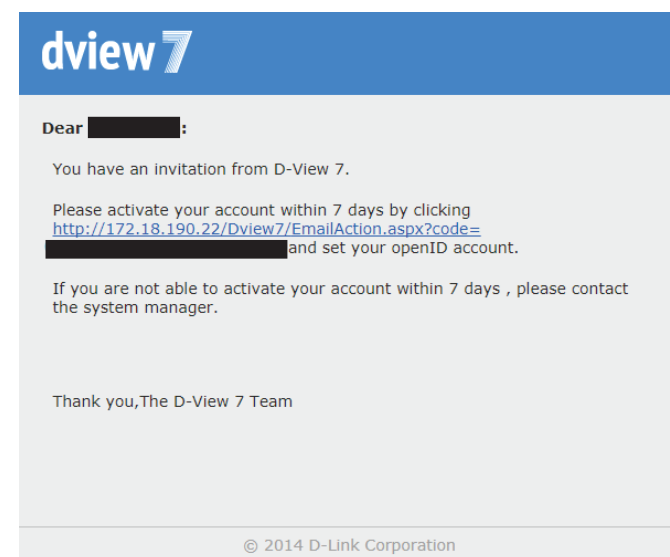 dview 7
Dear :
You have an invitation from D-View 7.
Please activate your account within 7 days by clicking
http://172.18.190.22/Dview7/EmailAction.aspx?code=
and set your openID account.
If you are not able to activate your account within 7 days , please contact
the system manager.
Thank you,The D-View 7 Team
© 2014 D-Link Corporation